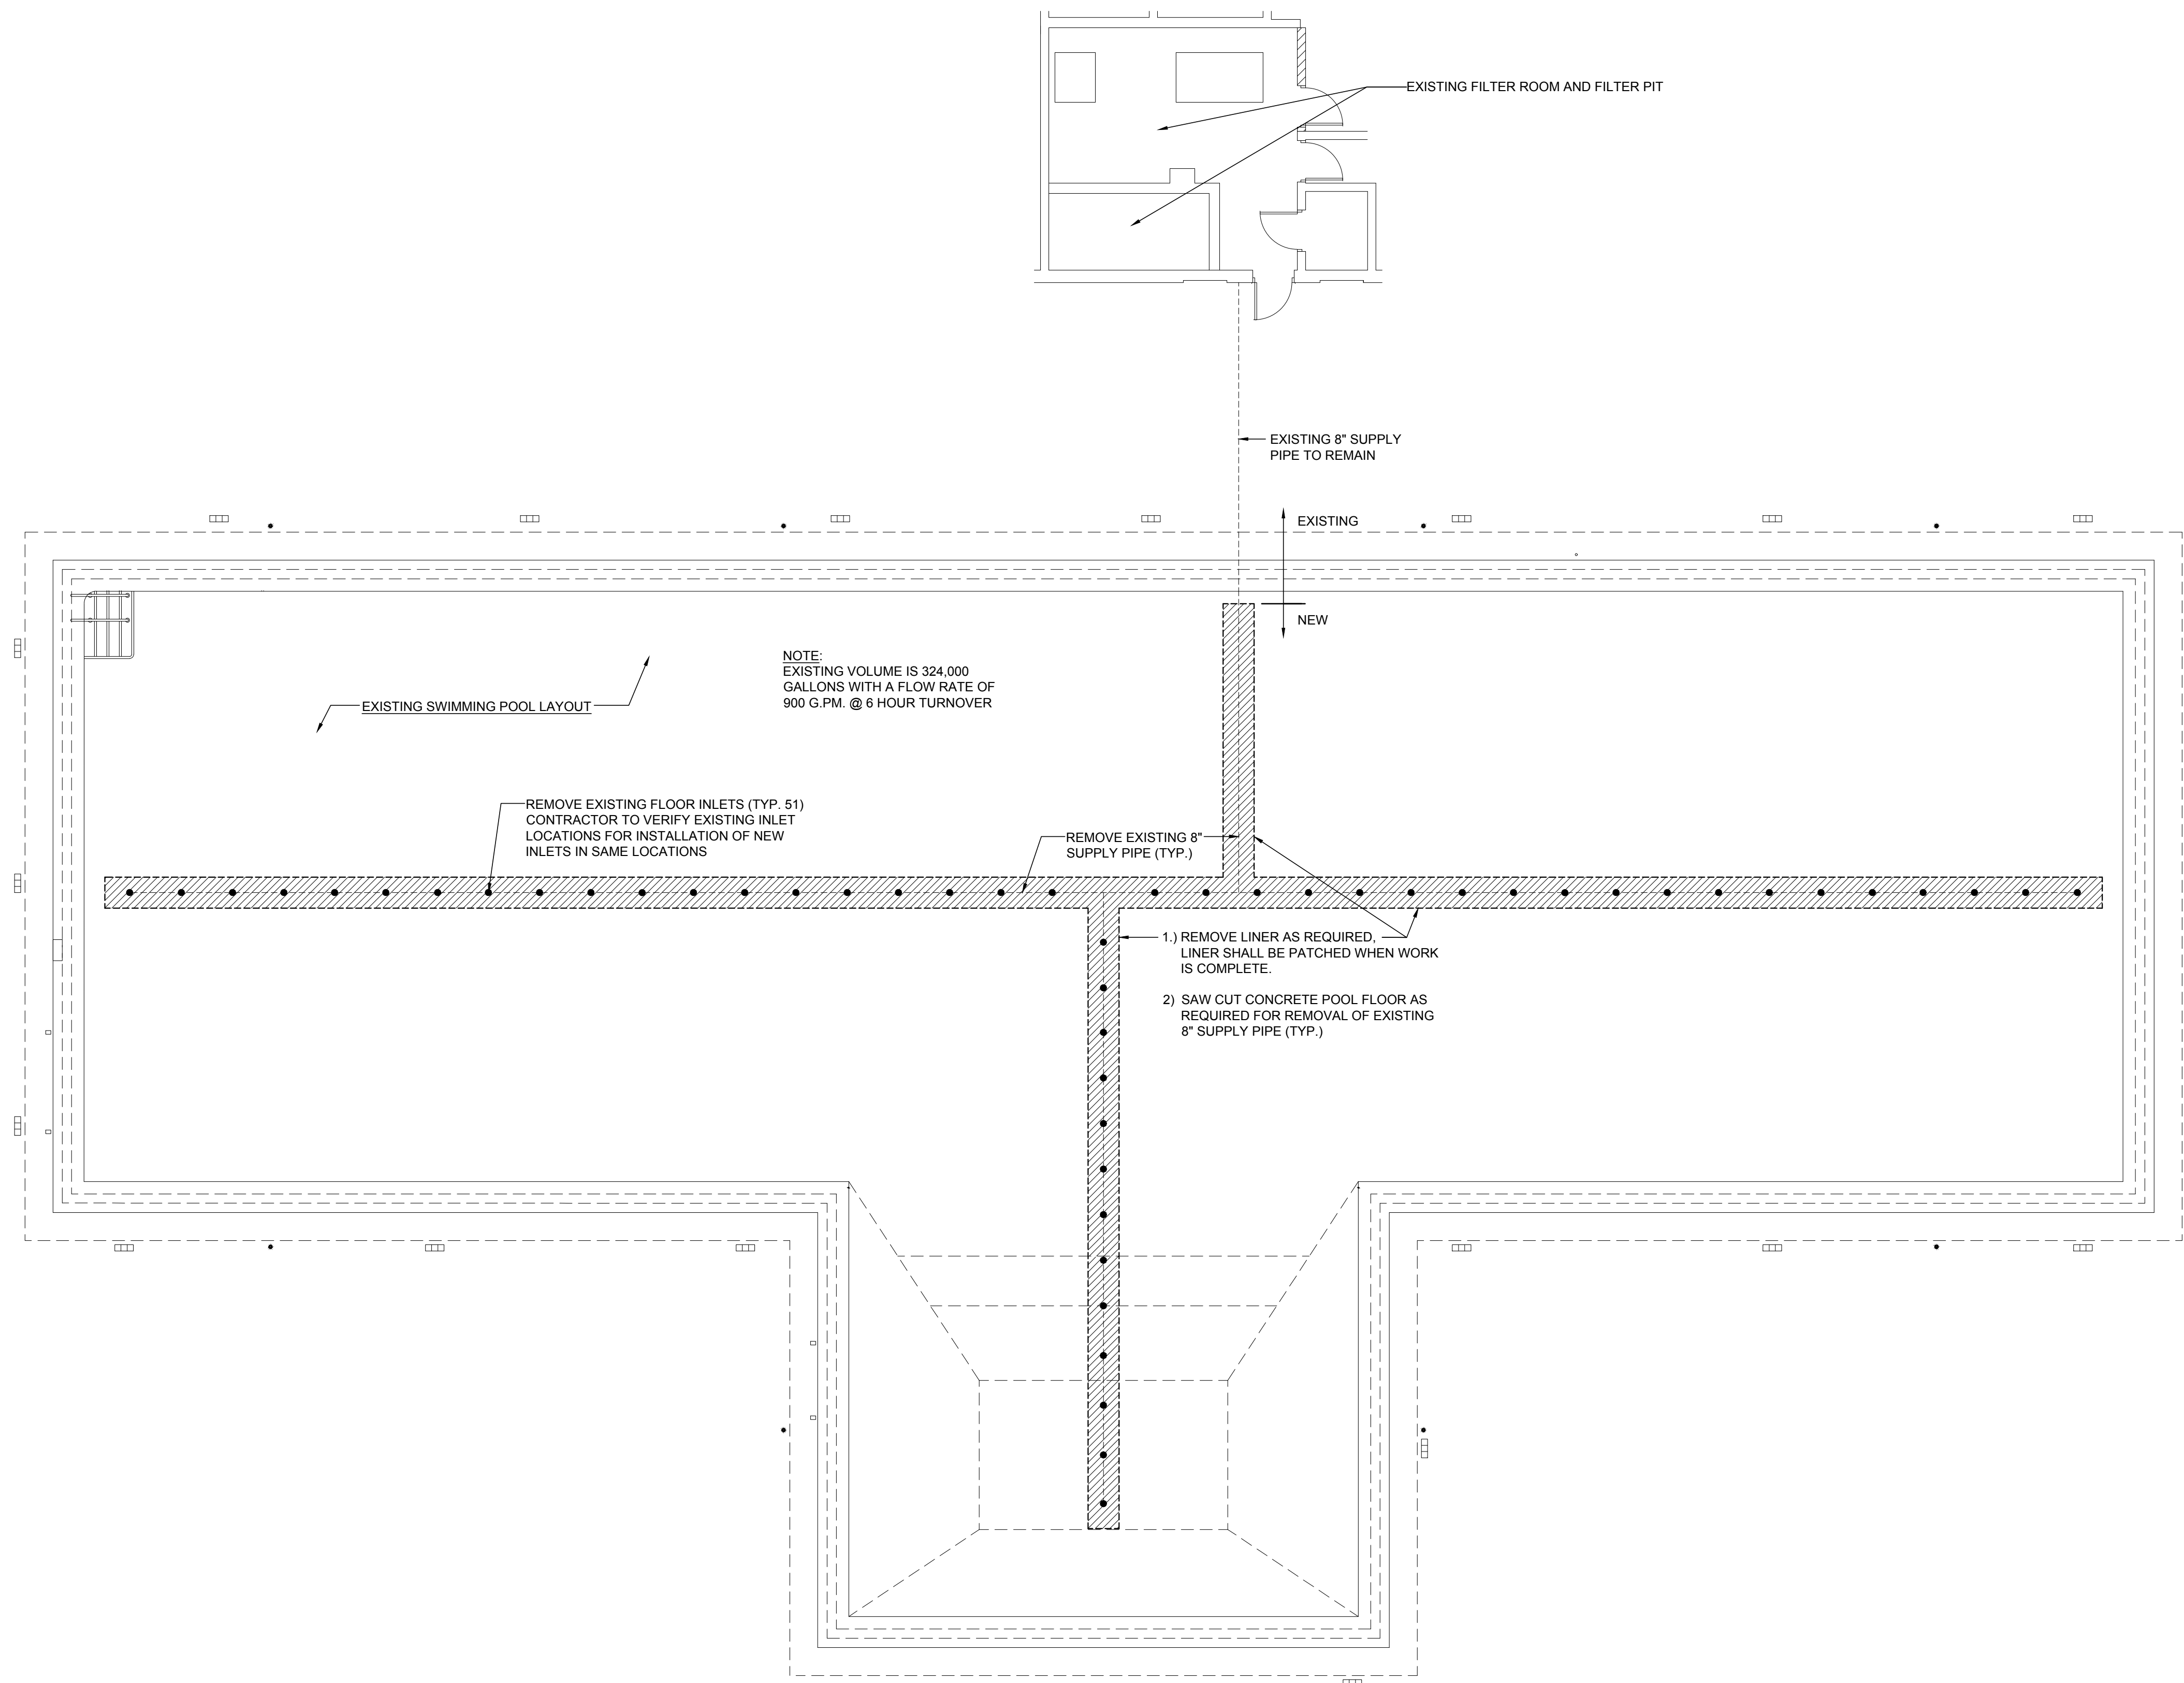 EXISTING FILTER ROOM AND FILTER PIT
EXISTING 8" SUPPLY
PIPE TO REMAIN
EXISTING
NEW
NOTE:
EXISTING VOLUME IS 324,000
GALLONS WITH A FLOW RATE OF
900 G.PM. @ 6 HOUR TURNOVER
EXISTING SWIMMING POOL LAYOUT
REMOVE EXISTING FLOOR INLETS (TYP. 51)
CONTRACTOR TO VERIFY EXISTING INLET
LOCATIONS FOR INSTALLATION OF NEW
INLETS IN SAME LOCATIONS
REMOVE EXISTING 8"
SUPPLY PIPE (TYP.)
1.) REMOVE LINER AS REQUIRED,
LINER SHALL BE PATCHED WHEN WORK
IS COMPLETE.
2) SAW CUT CONCRETE POOL FLOOR AS
REQUIRED FOR REMOVAL OF EXISTING
8" SUPPLY PIPE (TYP.)